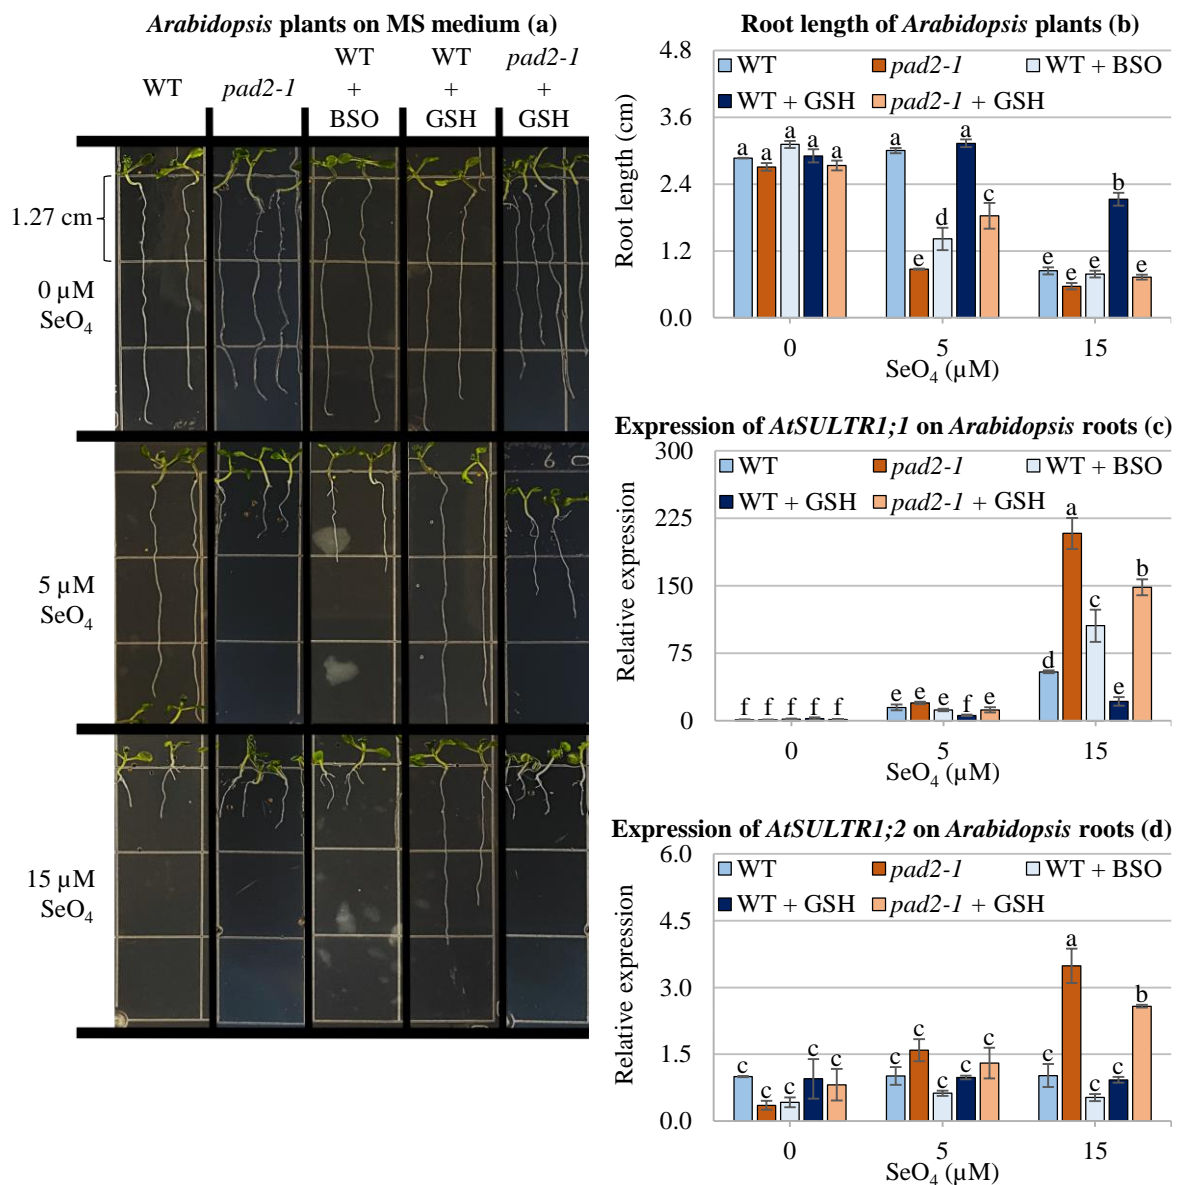 Arabidopsis plants on MS medium (a)
WT
pad2-1
WT
+
BSO
WT
+
GSH
pad2-1
+
GSH
1.27 cm
0 µM
SeO4
5 µM
SeO4
15 µM
SeO4
6
Root length of Arabidopsis plants (b)
Root length (cm)
4.8
3.6
2.4
1.2
0.0
WT pad2-1 WT + BSO
WT + GSH pad2-1 + GSH
a a a a a
a e d a c
e e e b e
0 5 15
SeO4 (µM)
Expression of AtSULTR1;1 on Arabidopsis roots (c)
Relative expression
300
225
150
75
0
WT pad2-1 WT + BSO
WT + GSH pad2-1 + GSH
f f f f f
e e e f e
d a c e b
0 5 15
SeO4 (µM)
Expression of AtSULTR1;2 on Arabidopsis roots (d)
Relative expression
6.0
4.5
3.0
1.5
0.0
WT pad2-1 WT + BSO
WT + GSH pad2-1 + GSH
c c c c c
c c c c c
c a c c b
0 5 15
SeO4 (µM)